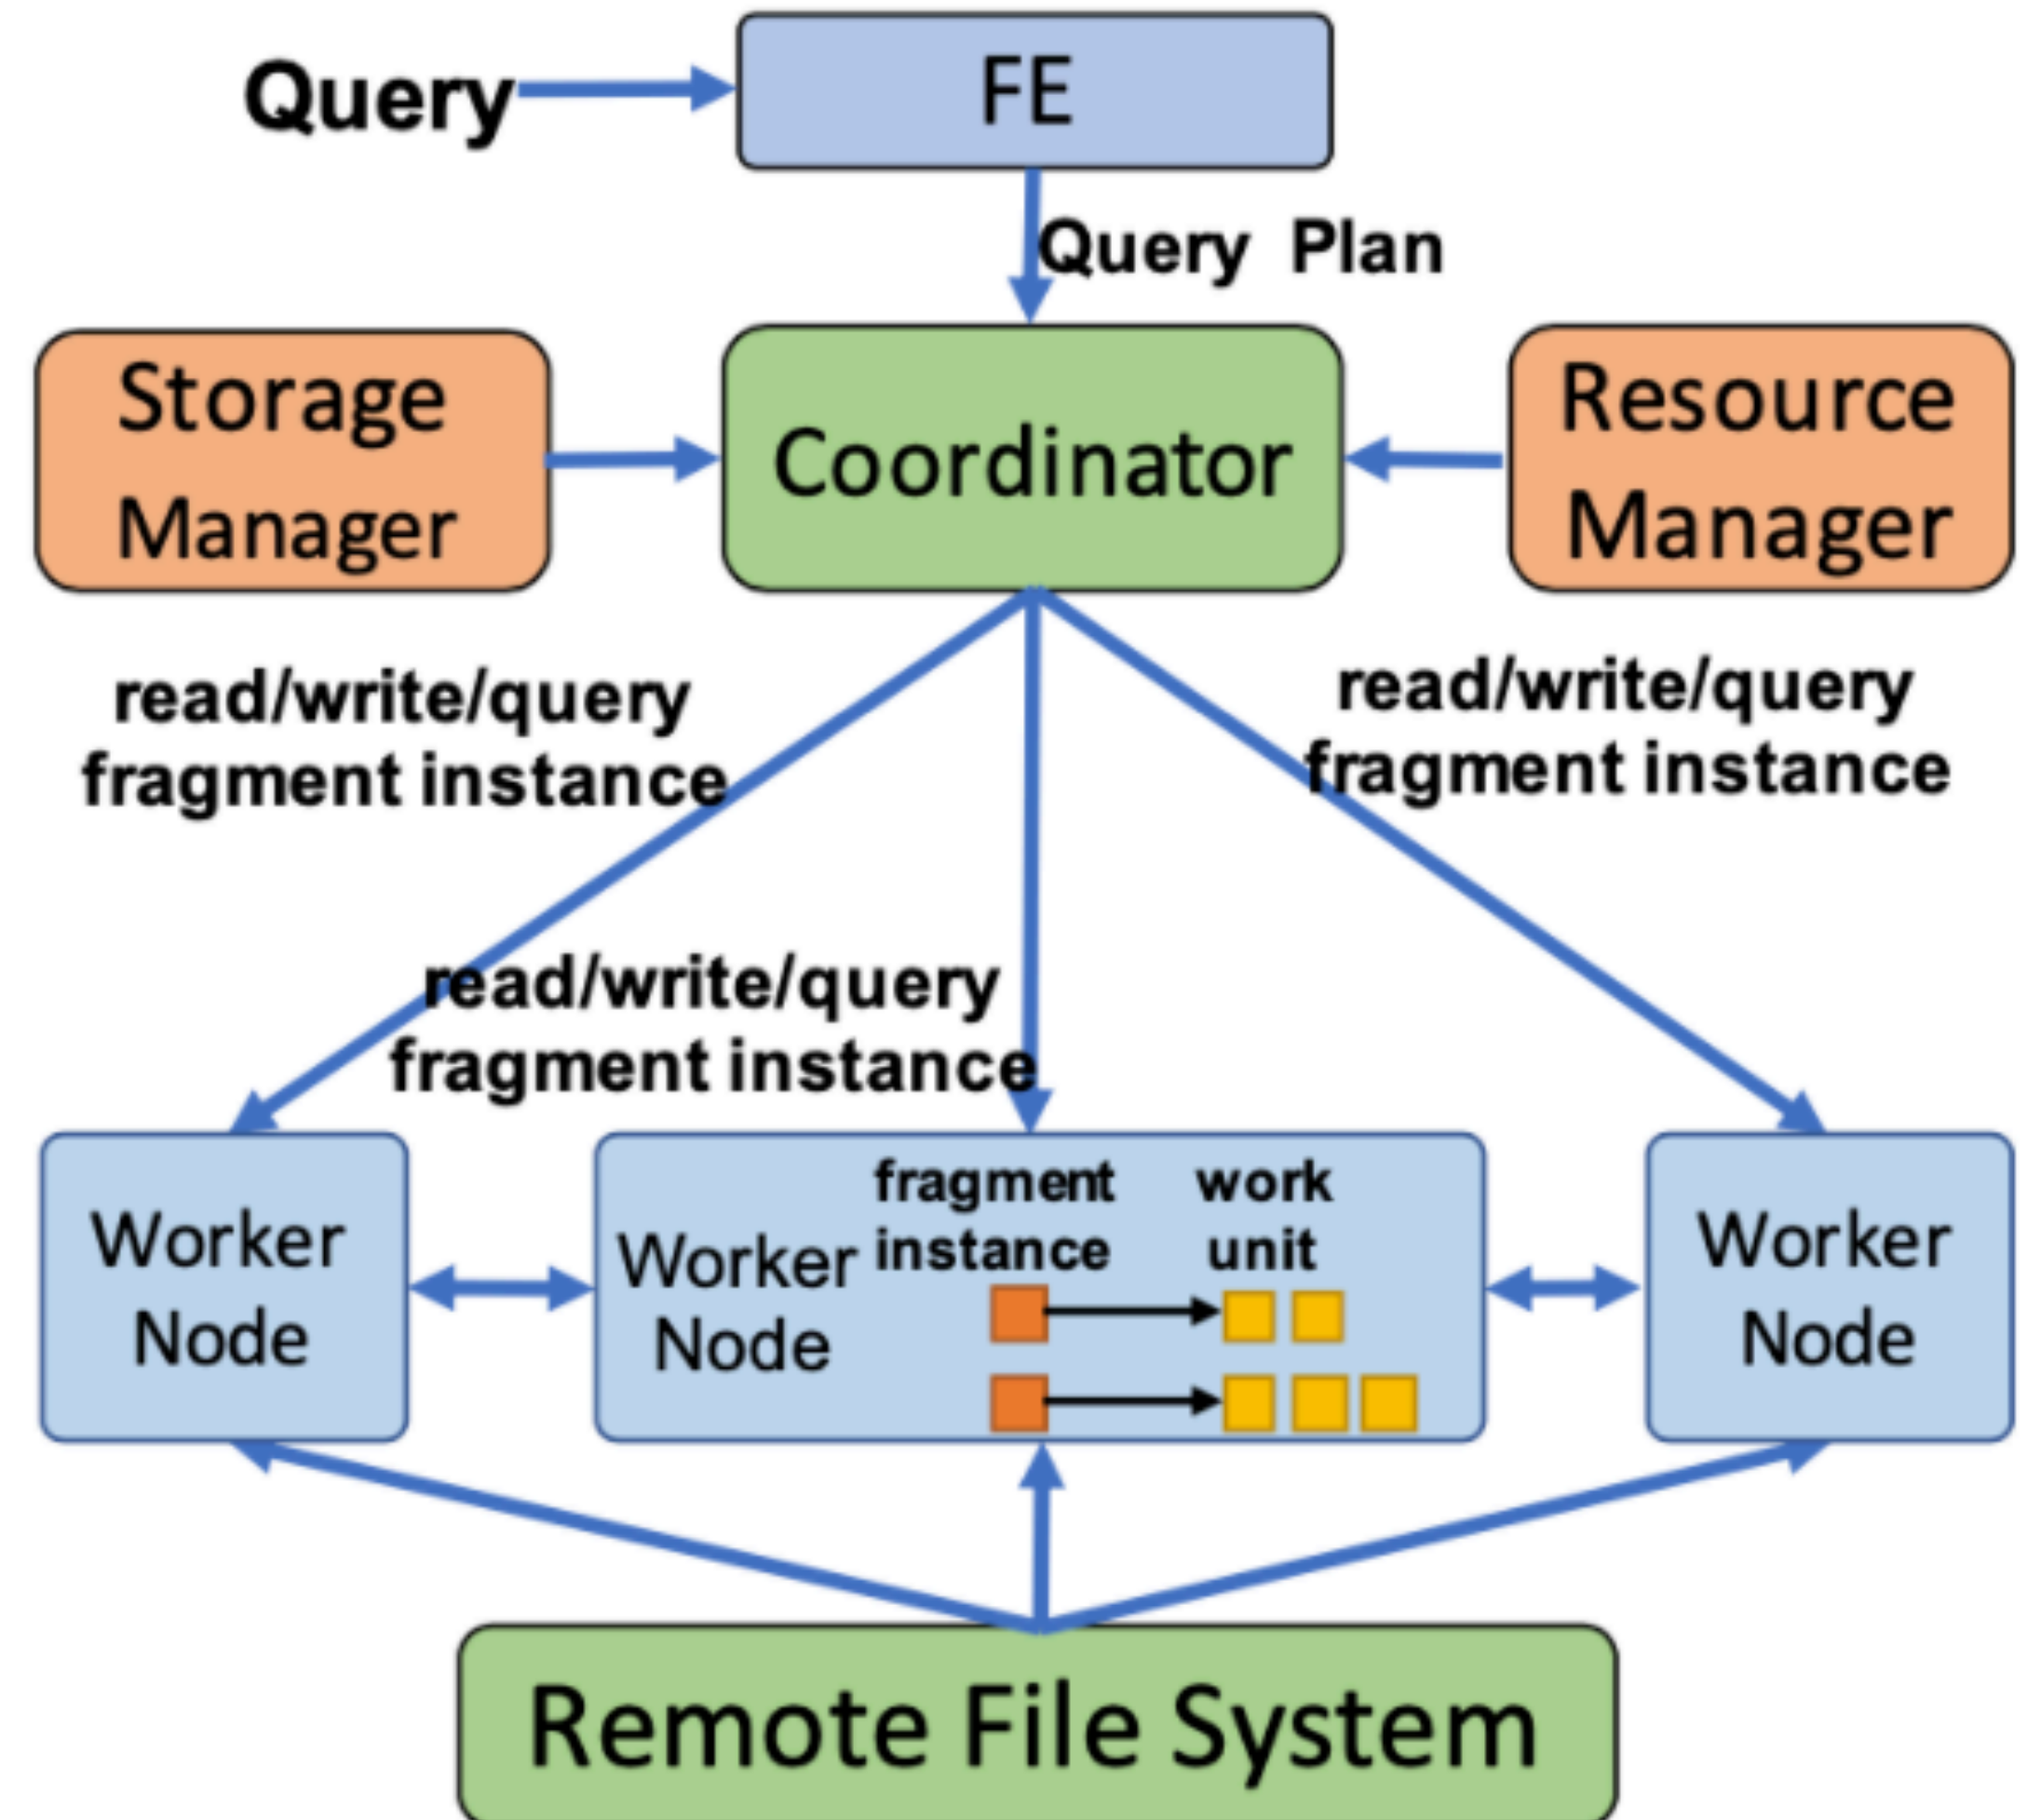 Query
FE
Query Plan
Storage
Manager
Coordinator
Resource
Manager
read/write/query
fragment instance
read/write/query
fragment instance
read/write/query
fragment instance
Worker
Node
Worker
Node
fragment
instance
work
unit
Worker
Node
Remote File System